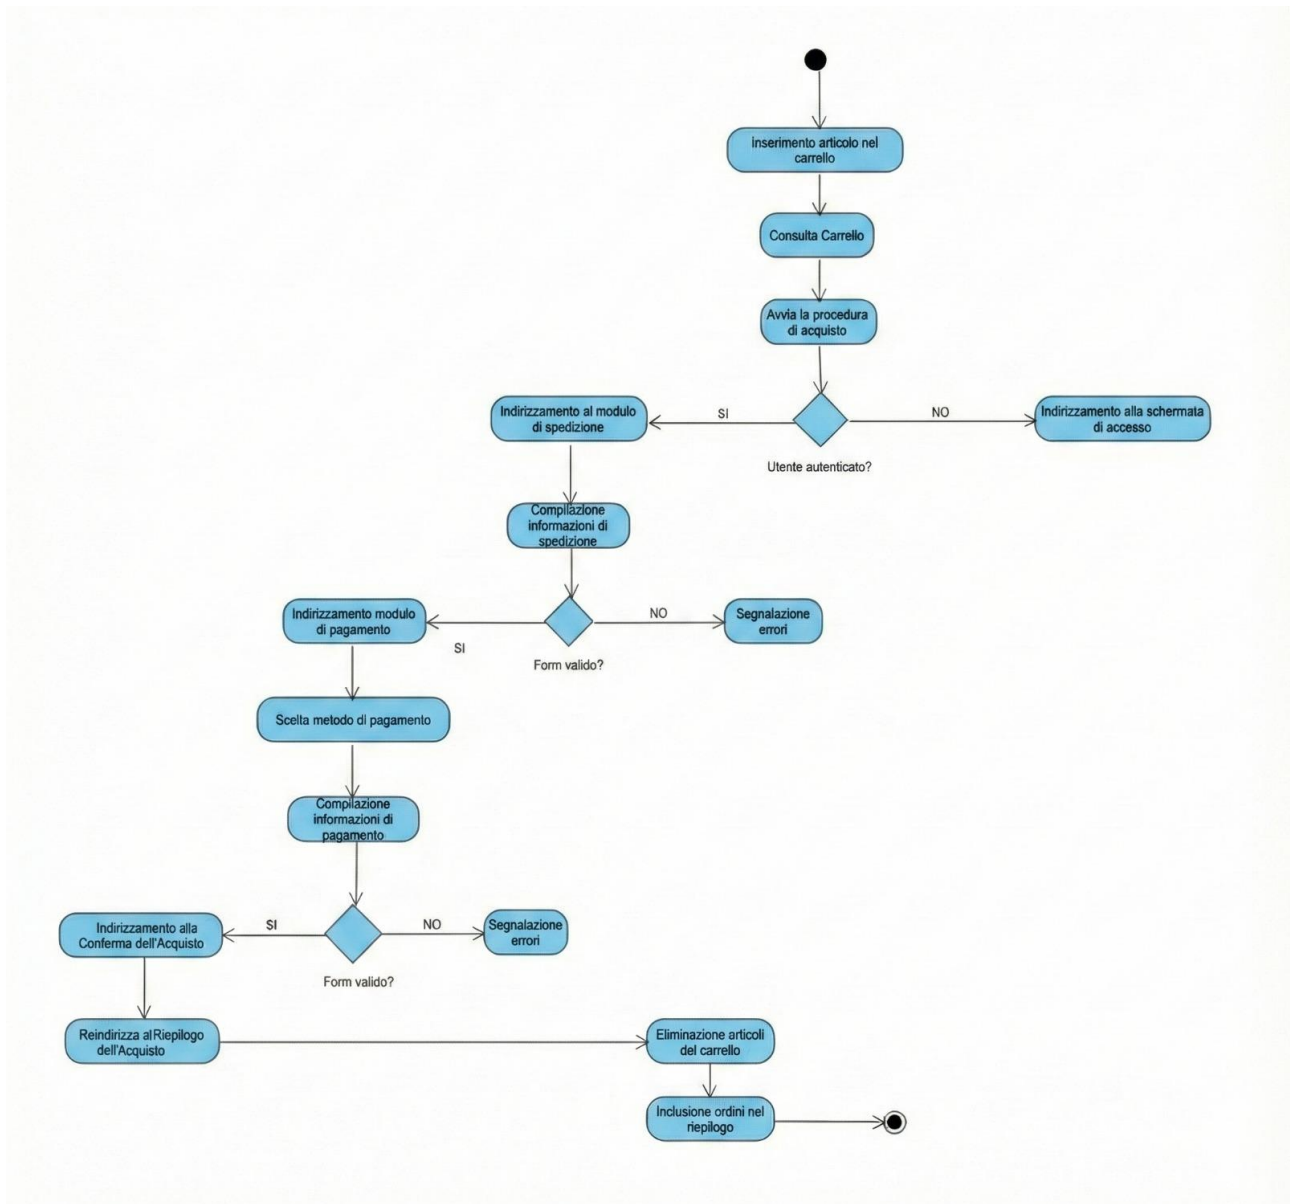 inserimento articolo nel
carrello
Consulta Carrello
Avvia la procedura
di acquisto
Indirizzamento al modulo
di spedizione
SI
NO
Indirizzamento alla schermata
di accesso
Utente autenticato?
Compilazione
informazioni di
spedizione
Indirizzamento modulo
di pagamento
SI
NO
Segnalazione
errori
Form valido?
Scelta metodo di pagamento
Compilazione
informazioni di
pagamento
Indirizzamento alla
Conferma dell'Acquisto
SI
NO
Segnalazione
errori
Form valido?
Reindirizza al Riepilogo
dell'Acquisto
Eliminazione articoli
del carrello
Inclusione ordini nel
riepilogo